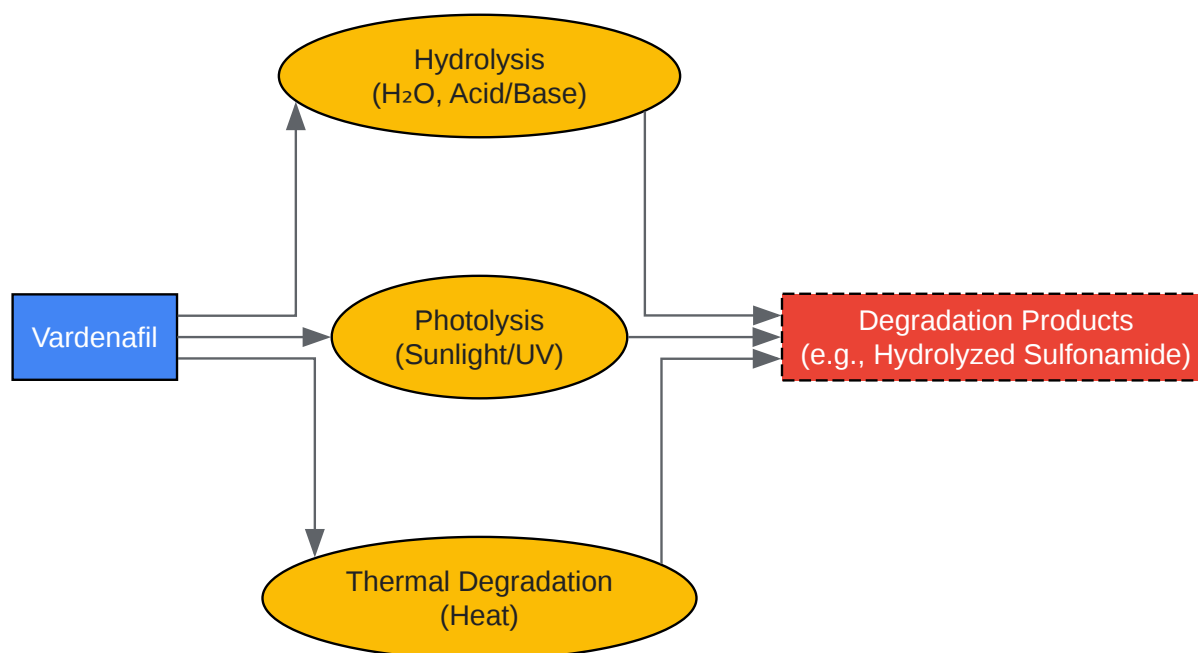 Hydrolysis
(H₂O, Acid/Base)
Vardenafil
Photolysis
(Sunlight/UV)
Degradation Products
(e.g., Hydrolyzed Sulfonamide)
Thermal Degradation
(Heat)